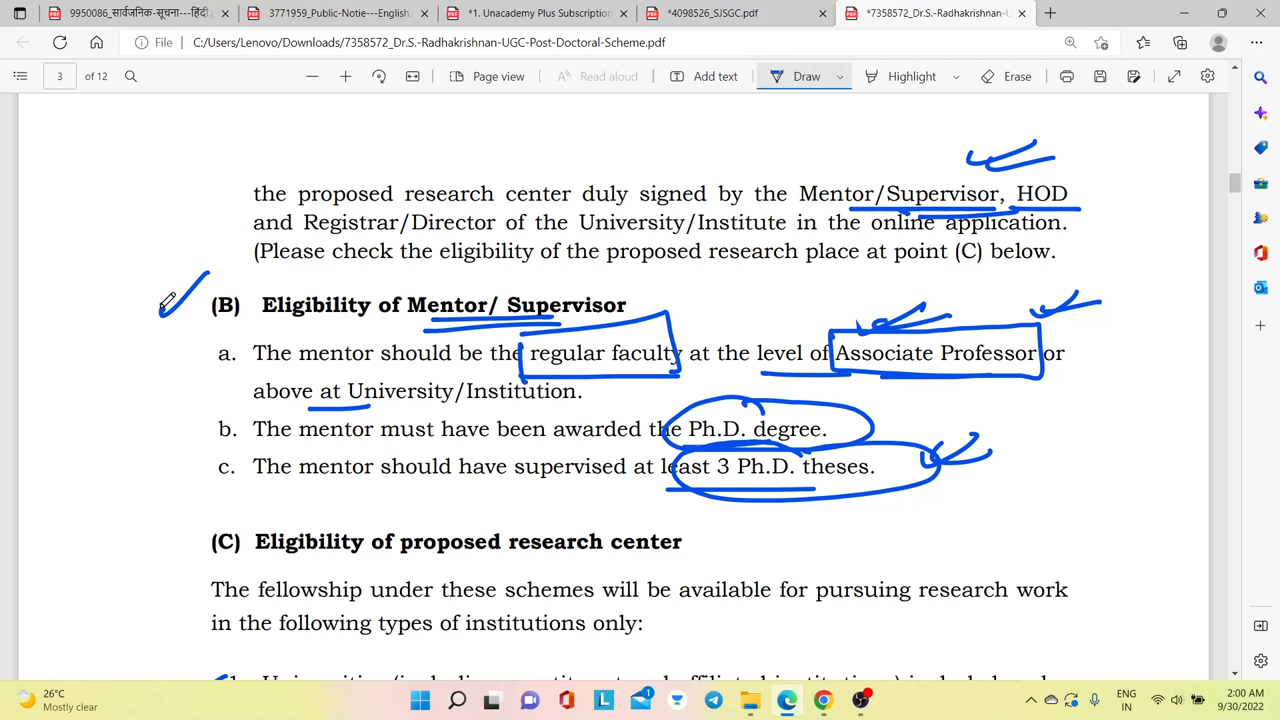 9950086_सार्वजनिक-सूचना---हिंदी
3771959_Public-Notie---English.
*1. Unacademy Plus Subscription
*4098526_SJSGC.pdf
*7358572_Dr.S.-Radhakrishnan-U
File C:/Users/Lenovo/Downloads/7358572_Dr.S.-Radhakrishnan-UGC-Post-Doctoral-Scheme.pdf
3 of 12 Page view Read aloud Add text Draw Highlight Erase
the proposed research center duly signed by the Mentor/Supervisor, HOD
and Registrar/Director of the University/Institute in the online application.
(Please check the eligibility of the proposed research place at point (C) below.
(B) Eligibility of Mentor/ Supervisor
a. The mentor should be the regular faculty at the level of Associate Professor or
above at University/Institution.
b. The mentor must have been awarded the Ph.D. degree.
c. The mentor should have supervised at least 3 Ph.D. theses.
(C) Eligibility of proposed research center
The fellowship under these schemes will be available for pursuing research work
in the following types of institutions only:
26°C
Mostly clear
1
ENG
IN
2:00 AM
9/30/2022